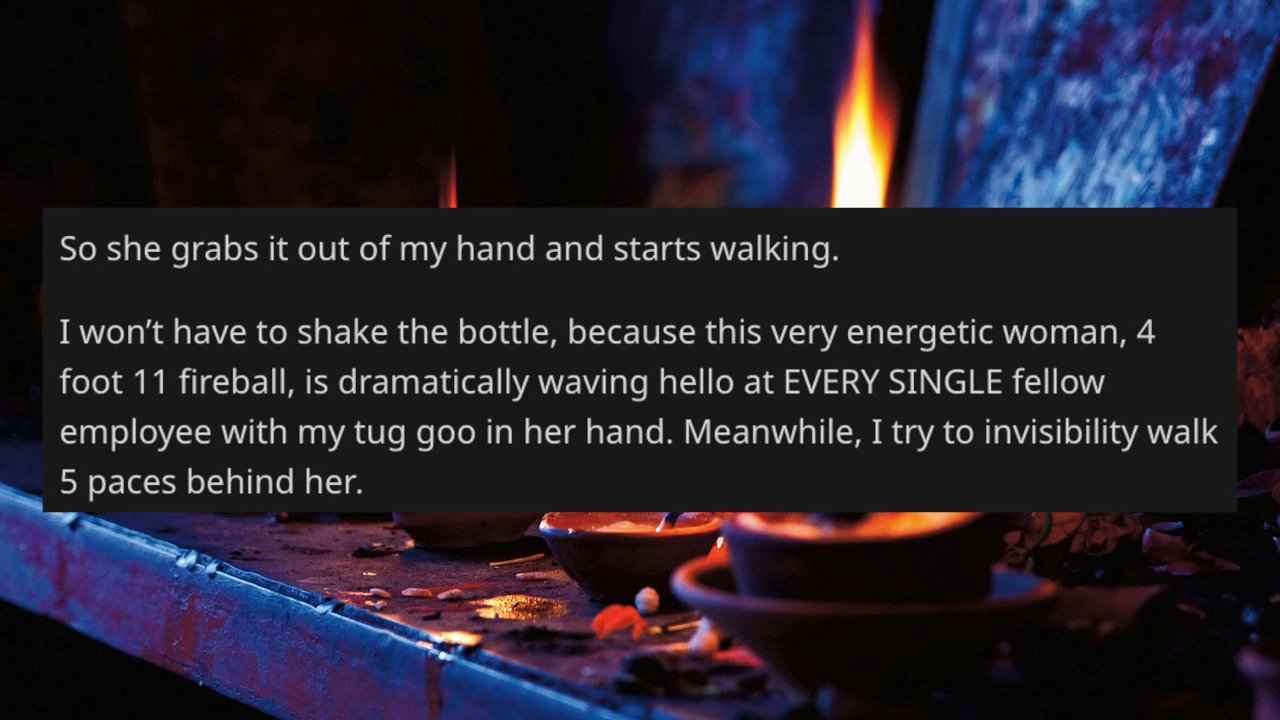 So she grabs it out of my hand and starts walking.
I won’t have to shake the bottle, because this very energetic woman, 4
foot 11 fireball, is dramatically waving hello at EVERY SINGLE fellow
employee with my tug goo in her hand. Meanwhile, I try to invisibility walk
5 paces behind her.